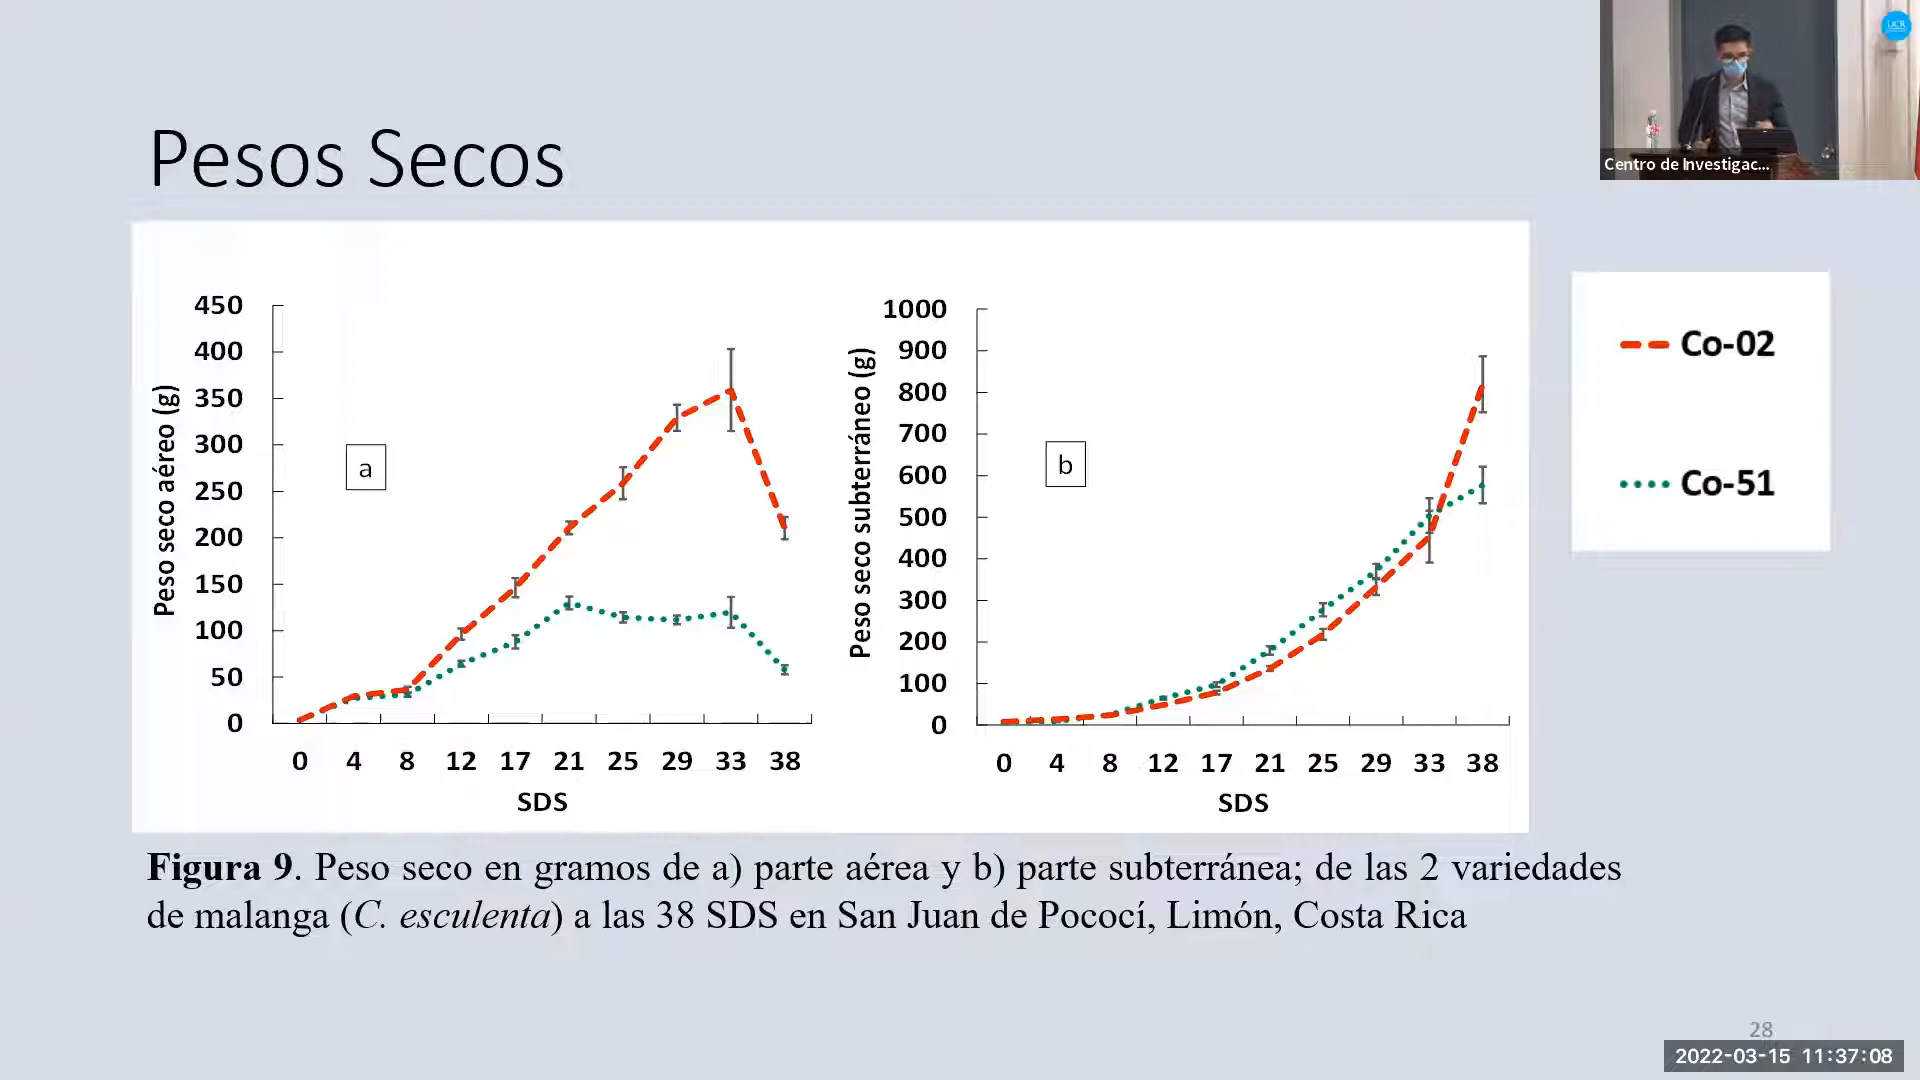 UCR
Centro de Investigac...
Pesos Secos
Peso seco aéreo (g)
450
400
350
300
250
200
150
100
50
0
a
0 4 8 12 17 21 25 29 33 38
SDS
Peso seco subterráneo (g)
1000
900
800
700
600
500
400
300
200
100
0
b
0 4 8 12 17 21 25 29 33 38
SDS
Co-02
Co-51
Figura 9. Peso seco en gramos de a) parte aérea y b) parte subterránea; de las 2 variedades
de malanga (C. esculenta) a las 38 SDS en San Juan de Pococí, Limón, Costa Rica
28
2022-03-15 11:37:08